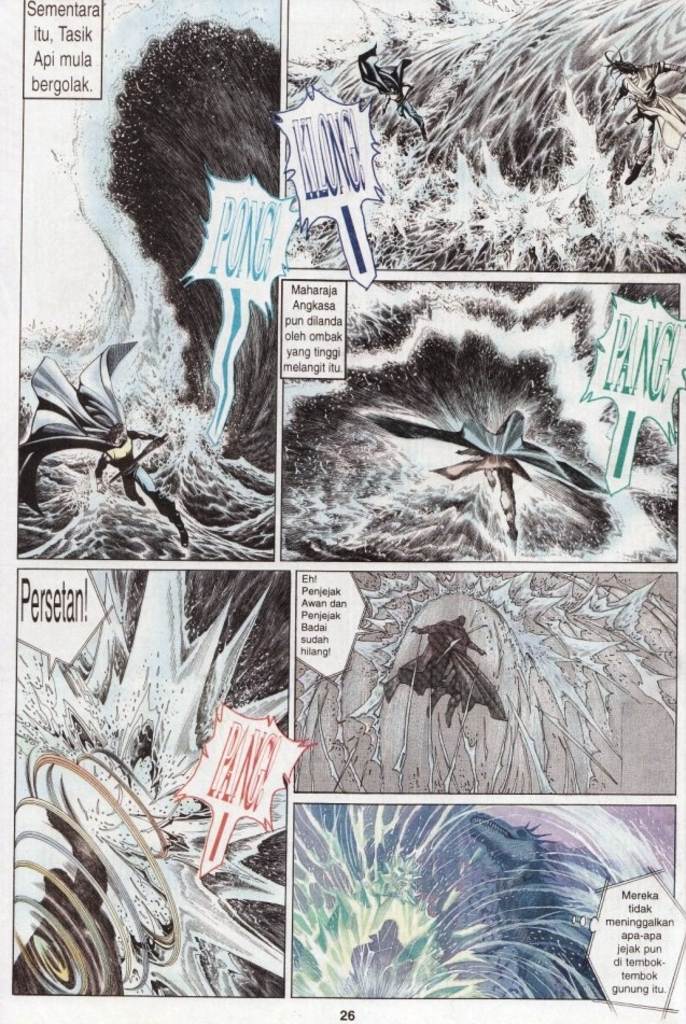 Sementara
itu, Tasik
Api mula
bergolak.
PONG!
KLONG!
Maharaja
Angkasa
pun dilanda
oleh ombak
yang tinggi
melangit itu.
PANG!
Persetan!
PANG!
Eh!
Penjejak
Awan dan
Penjejak
Badai
sudah
hilang!
Mereka
tidak
meninggalkan
apa-apa
jejak pun
di tembok-
tembok
gunung itu.
26